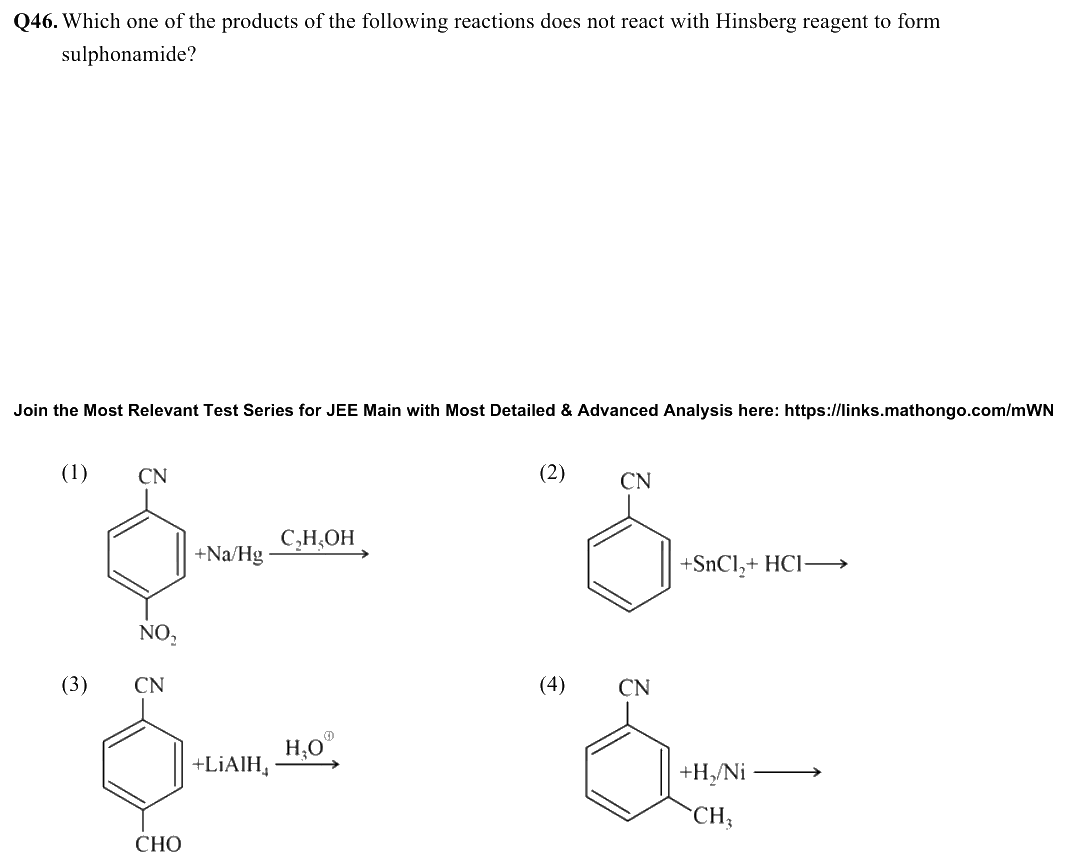 Q46. Which one of the products of the following reactions does not react with Hinsberg reagent to form
sulphonamide?
Join the Most Relevant Test Series for JEE Main with Most Detailed & Advanced Analysis here: https://links.mathongo.com/mWN
(1) CN
+Na/Hg C₂H₅OH
NO₂
(2) CN
+SnCl₂+ HCl
(3) CN
+LiAlH₄ H₃O⊕
CHO
(4) CN
+H₂/Ni
CH₃